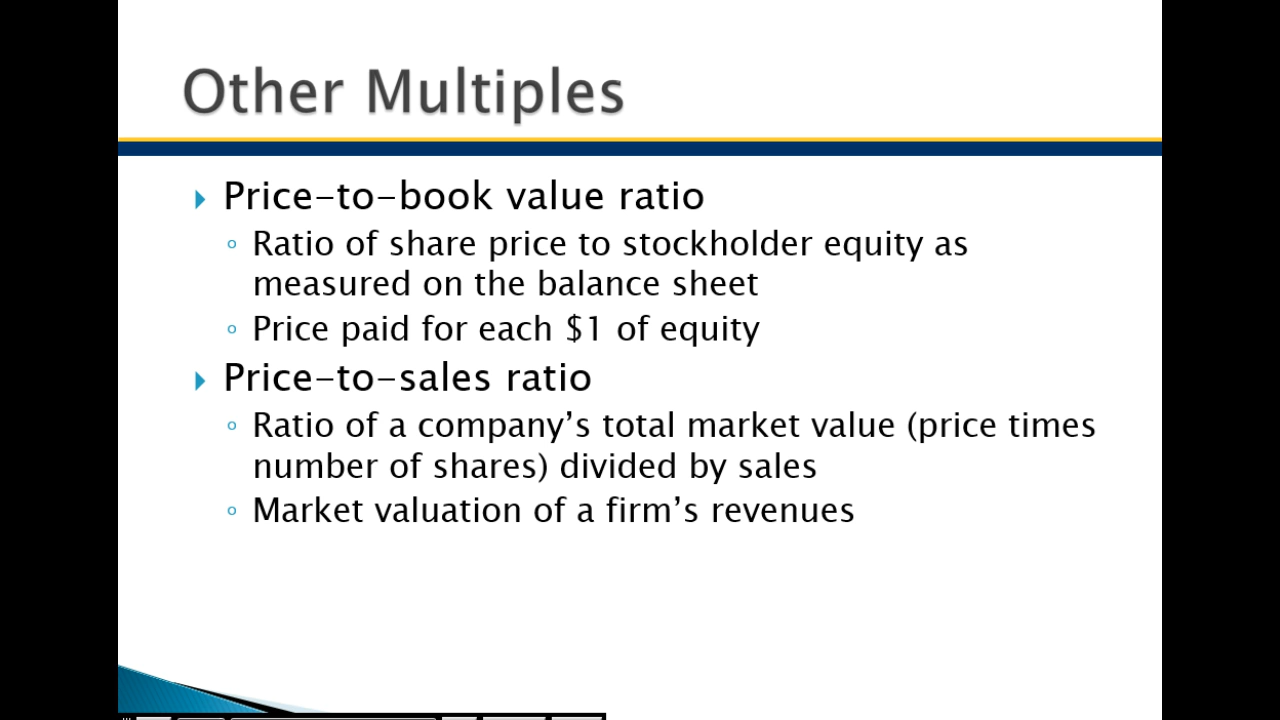 Other Multiples
Price-to-book value ratio
Ratio of share price to stockholder equity as
measured on the balance sheet
Price paid for each $1 of equity
Price-to-sales ratio
Ratio of a company’s total market value (price times
number of shares) divided by sales
Market valuation of a firm’s revenues